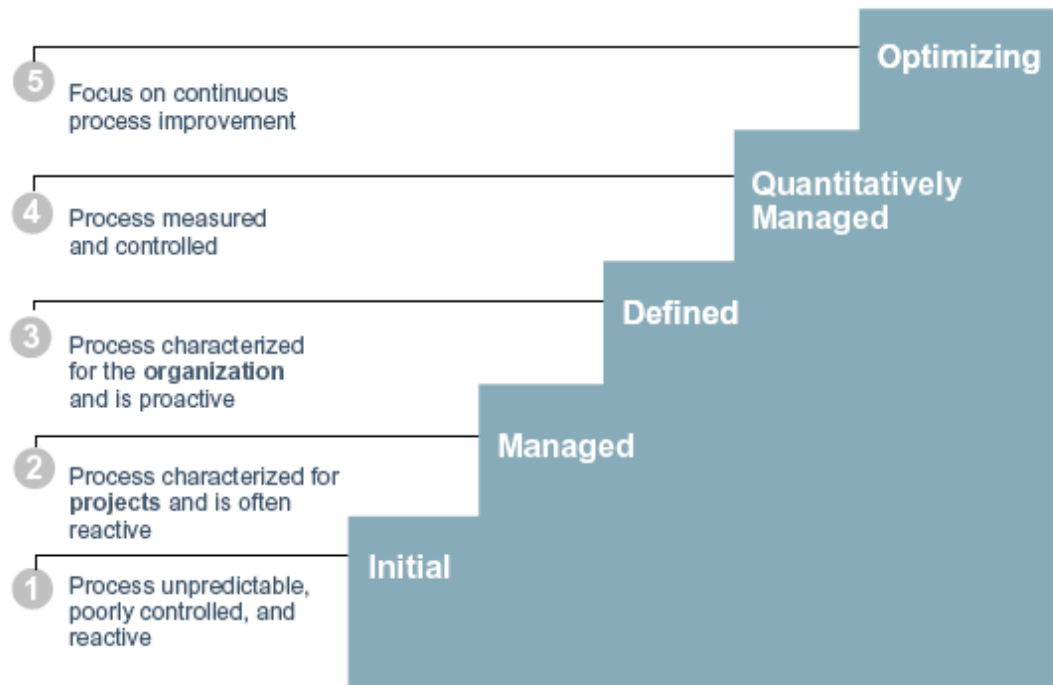 Optimizing
5
Focus on continuous
process improvement
Quantitatively
Managed
4
Process measured
and controlled
Defined
3
Process characterized
for the organization
and is proactive
Managed
2
Process characterized for
projects and is often
reactive
Initial
1
Process unpredictable,
poorly controlled, and
reactive